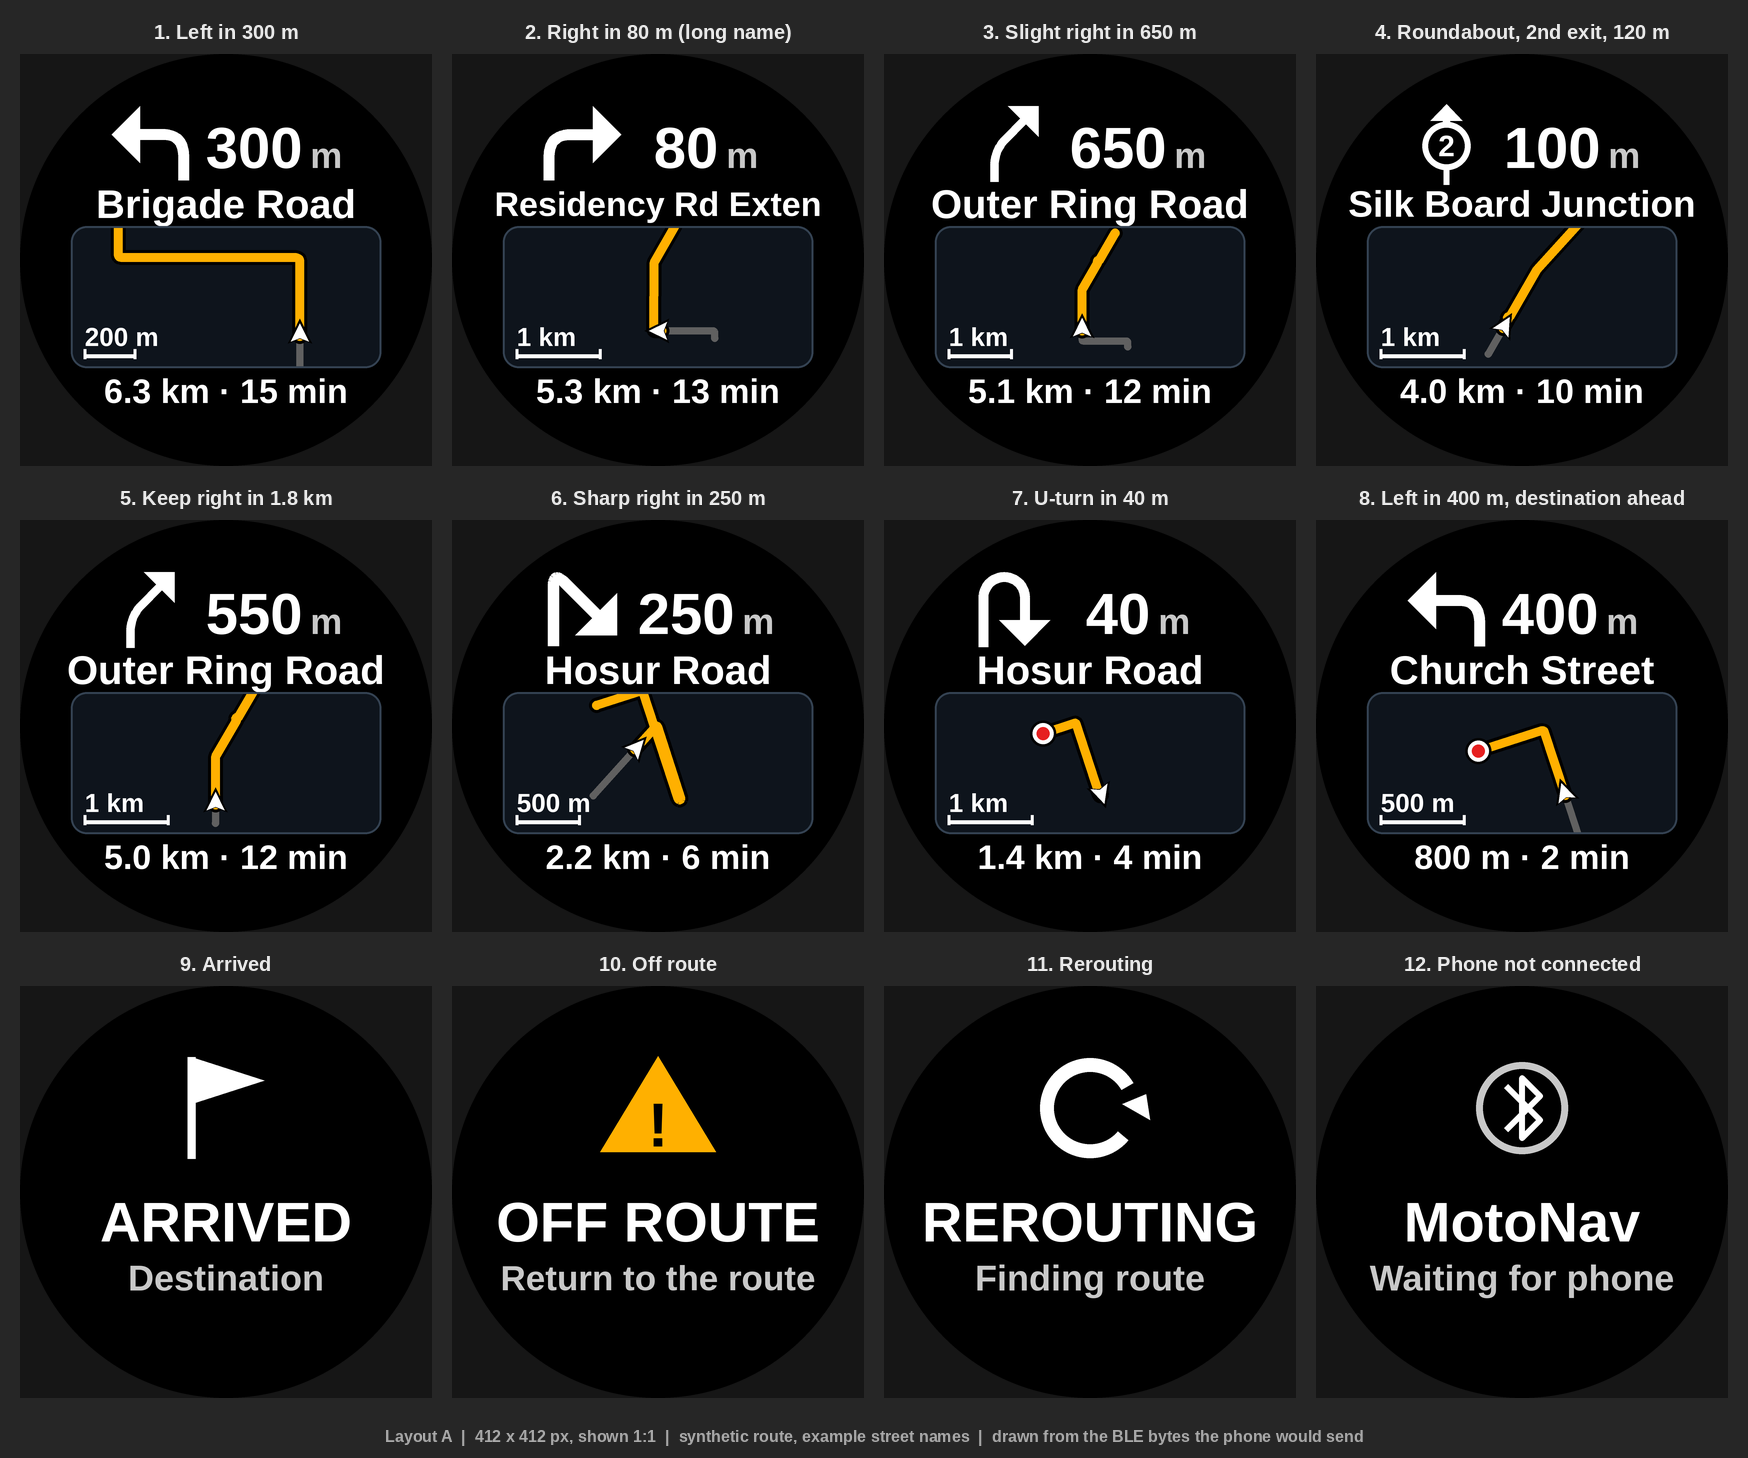 1. Left in 300 m
2. Right in 80 m (long name)
3. Slight right in 650 m
4. Roundabout, 2nd exit, 120 m
300 m
Brigade Road
200 m
6.3 km · 15 min
80 m
Residency Rd Exten
1 km
5.3 km · 13 min
650 m
Outer Ring Road
1 km
5.1 km · 12 min
2
100 m
Silk Board Junction
1 km
4.0 km · 10 min
5. Keep right in 1.8 km
6. Sharp right in 250 m
7. U-turn in 40 m
8. Left in 400 m, destination ahead
550 m
Outer Ring Road
1 km
5.0 km · 12 min
250 m
Hosur Road
500 m
2.2 km · 6 min
40 m
Hosur Road
1 km
1.4 km · 4 min
400 m
Church Street
500 m
800 m · 2 min
9. Arrived
10. Off route
11. Rerouting
12. Phone not connected
ARRIVED
Destination
!
OFF ROUTE
Return to the route
REROUTING
Finding route
MotoNav
Waiting for phone
Layout A | 412 x 412 px, shown 1:1 | synthetic route, example street names | drawn from the BLE bytes the phone would send